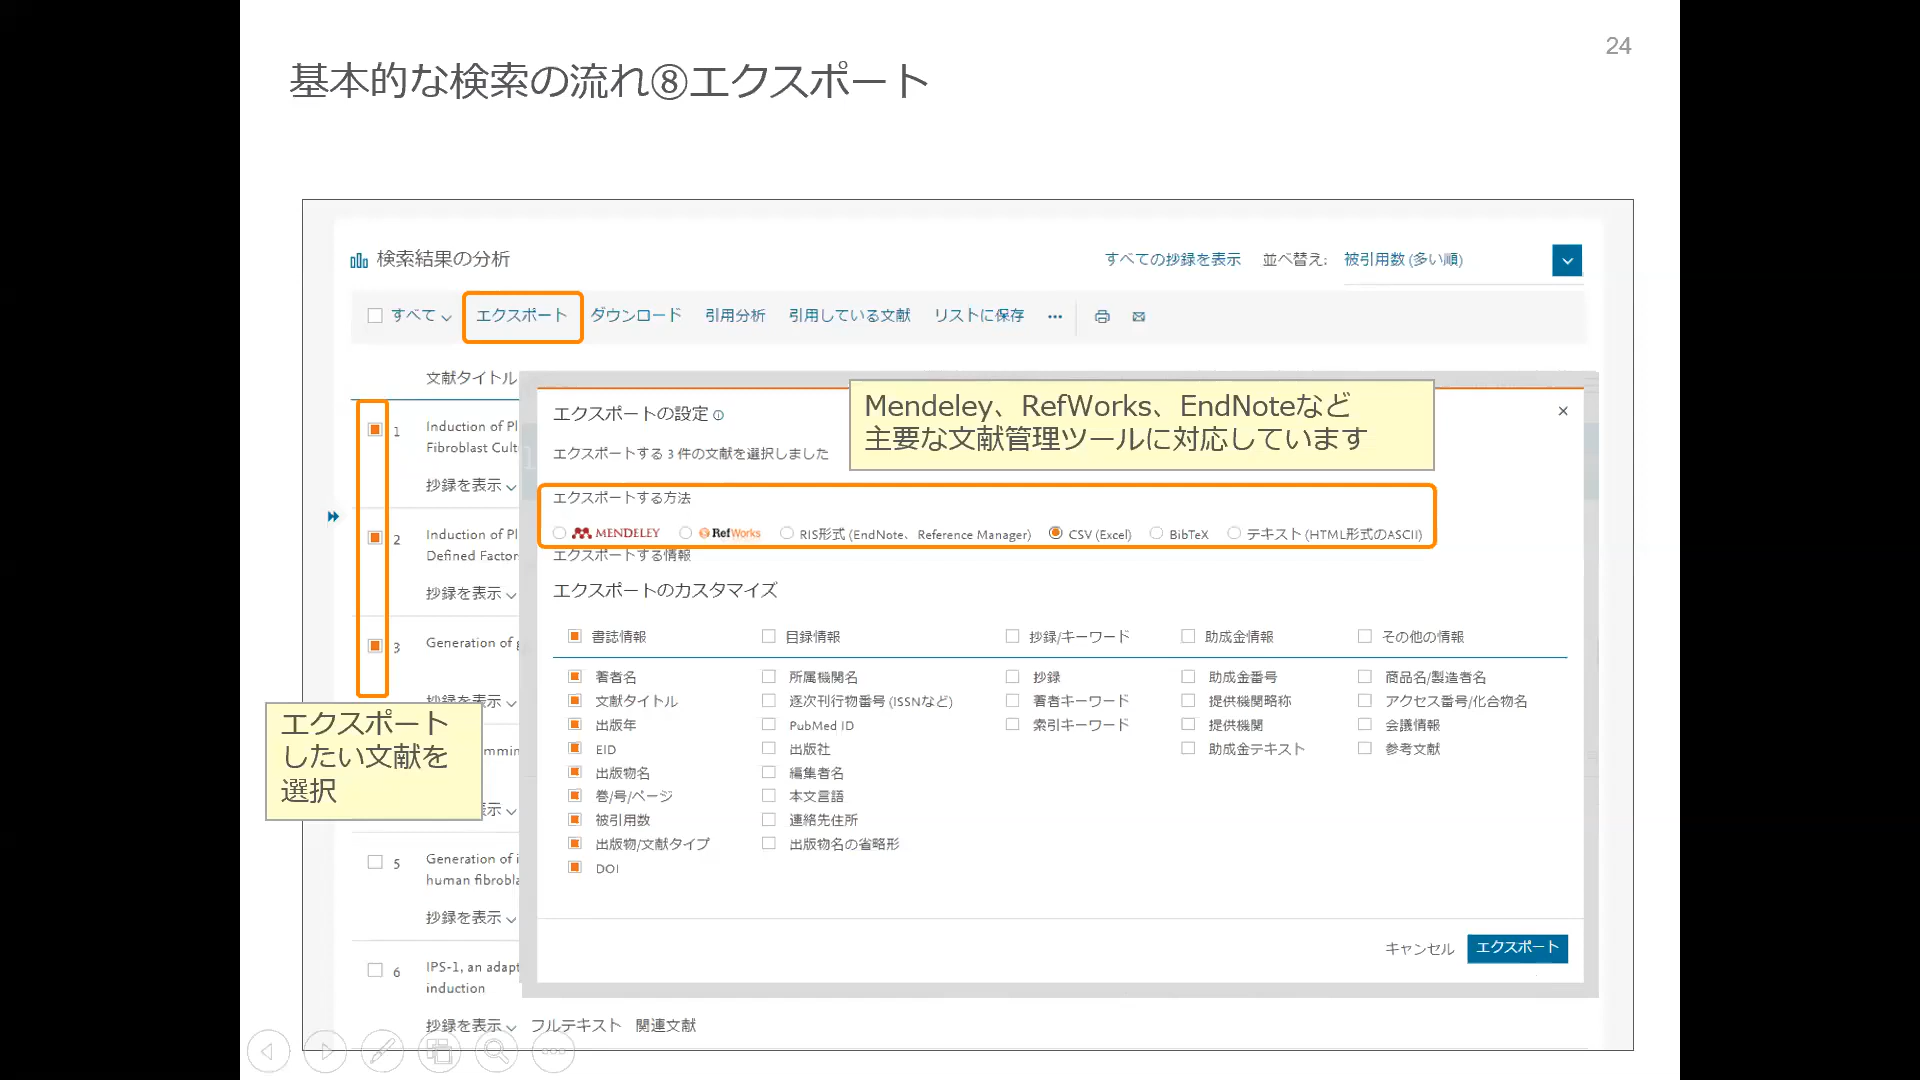 24
基本的な検索の流れ⑧エクスポート
検索結果の分析
すべての抄録を表示 並べ替え: 被引用数 (多い順)
すべて エクスポート ダウンロード 引用分析 引用している文献 リストに保存 ...
文献タイトル
1 Induction of Pl
Fibroblast Cult
抄録を表示
2 Induction of Pl
Defined Factor
抄録を表示
3 Generation of g
抄録を表示
エクスポート
したい文献を
選択
mmin
表示
5 Generation of i
human fibrobla
抄録を表示
6 IPS-1, an adapt
induction
抄録を表示 フルテキスト 関連文献
エクスポートの設定
Mendeley、RefWorks、EndNoteなど
主要な文献管理ツールに対応しています
エクスポートする 3 件の文献を選択しました
エクスポートする方法
MENDELEY RefWorks RIS形式 (EndNote、Reference Manager) CSV (Excel) BibTeX テキスト (HTML形式のASCII)
エクスポートする情報
エクスポートのカスタマイズ
書誌情報 目録情報 抄録/キーワード 助成金情報 その他の情報
著者名 所属機関名 抄録 助成金番号 商品名/製造者名
文献タイトル 逐次刊行物番号 (ISSNなど) 著者キーワード 提供機関略称 アクセス番号/化合物名
出版年 PubMed ID 索引キーワード 提供機関 会議情報
EID 出版社 助成金テキスト 参考文献
出版物名 編集者名
巻/号/ページ 本文言語
被引用数 連絡先住所
出版物/文献タイプ 出版物名の省略形
DOI
キャンセル エクスポート